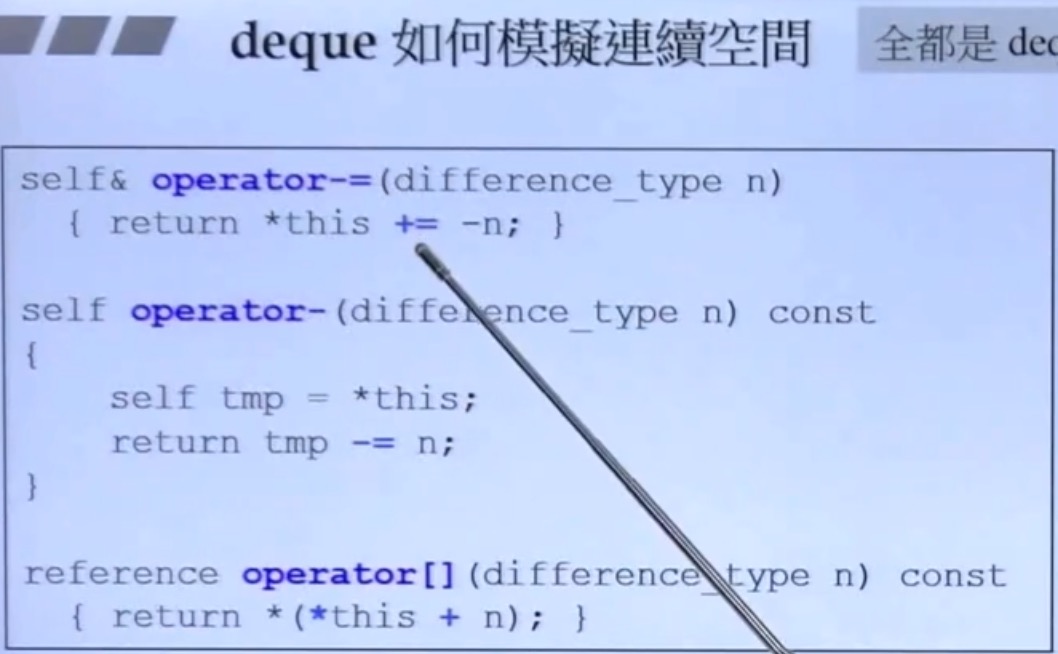 deque 如何模擬連續空間
全都是
self& operator-=(difference_type n)
{ return *this += -n; }
self operator-(difference_type n) const
{
self tmp = *this;
return tmp -= n;
}
reference operator[](difference_type n) const
{ return *(*this + n); }